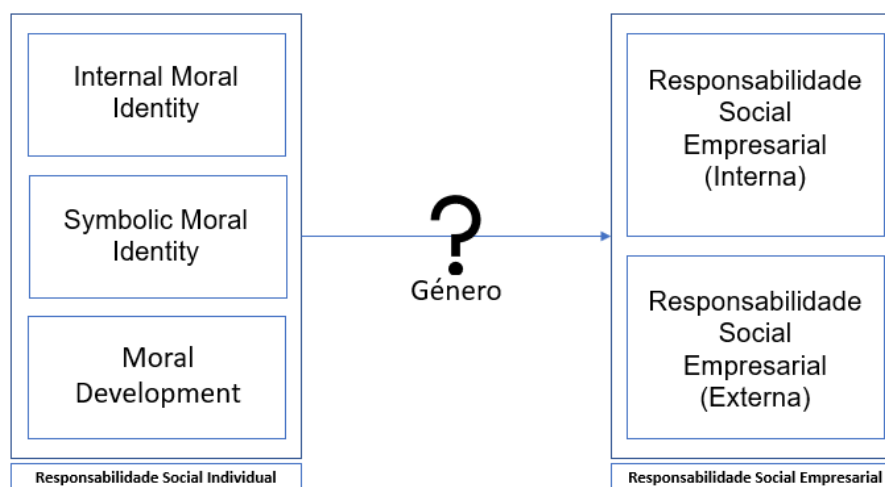 Internal Moral
Identity
Symbolic Moral
Identity
Moral
Development
Responsabilidade Social Individual
?
Género
Responsabilidade
Social
Empresarial
(Interna)
Responsabilidade
Social
Empresarial
(Externa)
Responsabilidade Social Empresarial